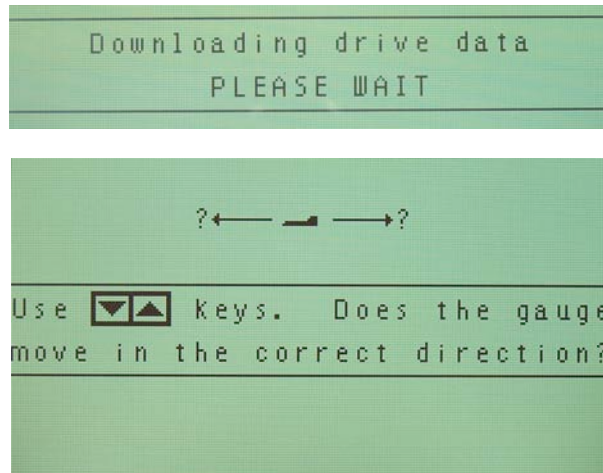 Downloading drive data
PLEASE WAIT
?←→?
Use ▼▲ keys. Does the gauge
move in the correct direction?